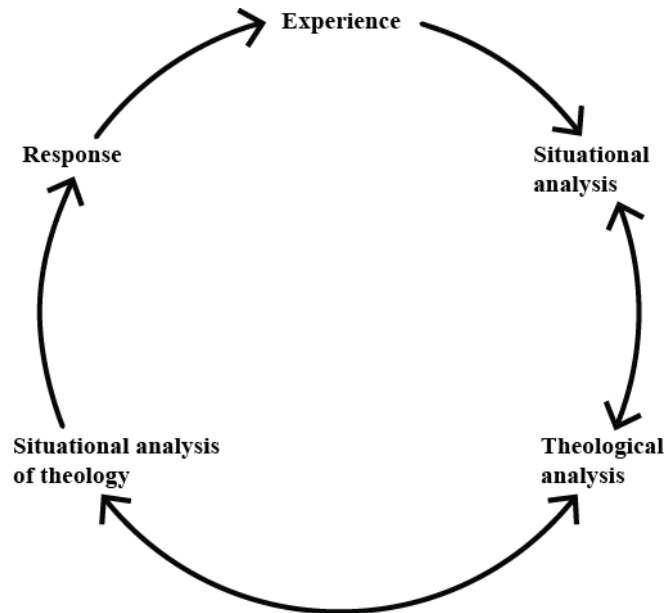 Experience
Response
Situational
analysis
Situational analysis
of theology
Theological
analysis